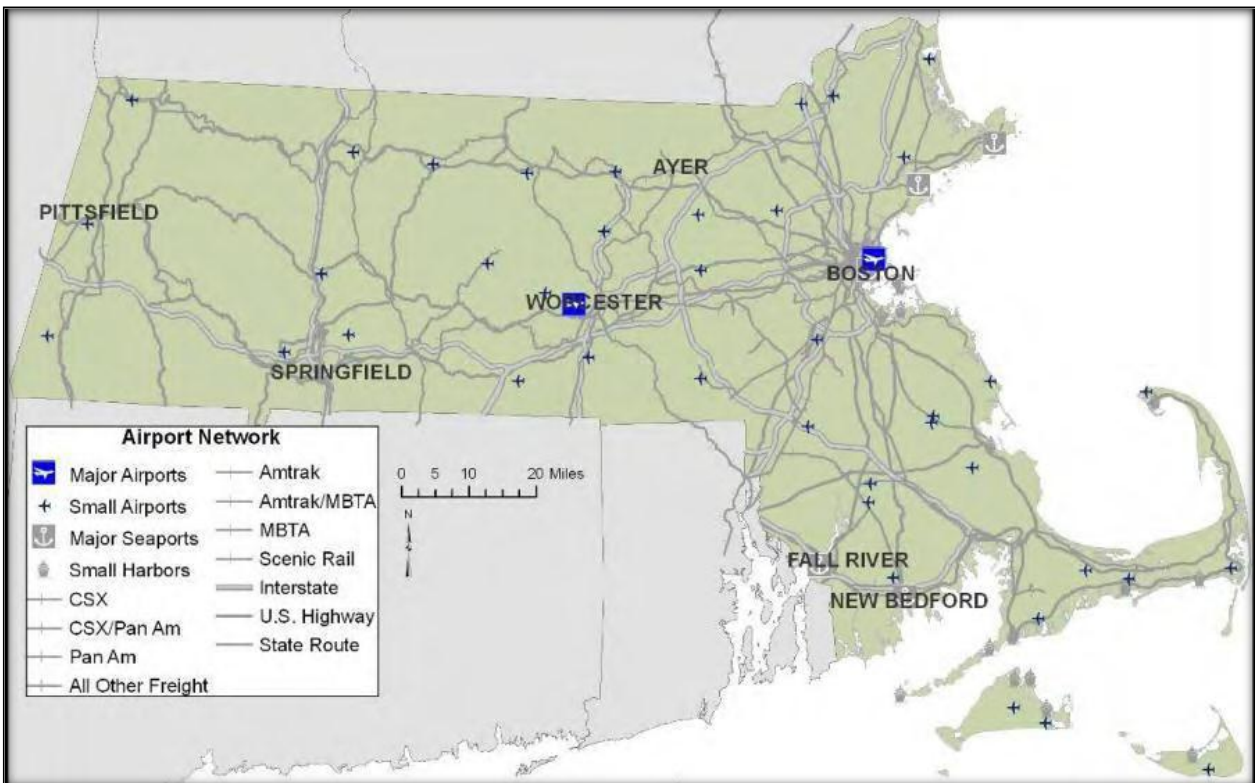 AYER
PITTSFIELD
BOSTON
WORCESTER
SPRINGFIELD
Airport Network
Major Airports
Small Airports
Major Seaports
Small Harbors
CSX
CSX/Pan Am
Pan Am
All Other Freight
Amtrak
Amtrak/MBTA
MBTA
Scenic Rail
Interstate
U.S. Highway
State Route
0 5 10 20 Miles
N
FALL RIVER
NEW BEDFORD